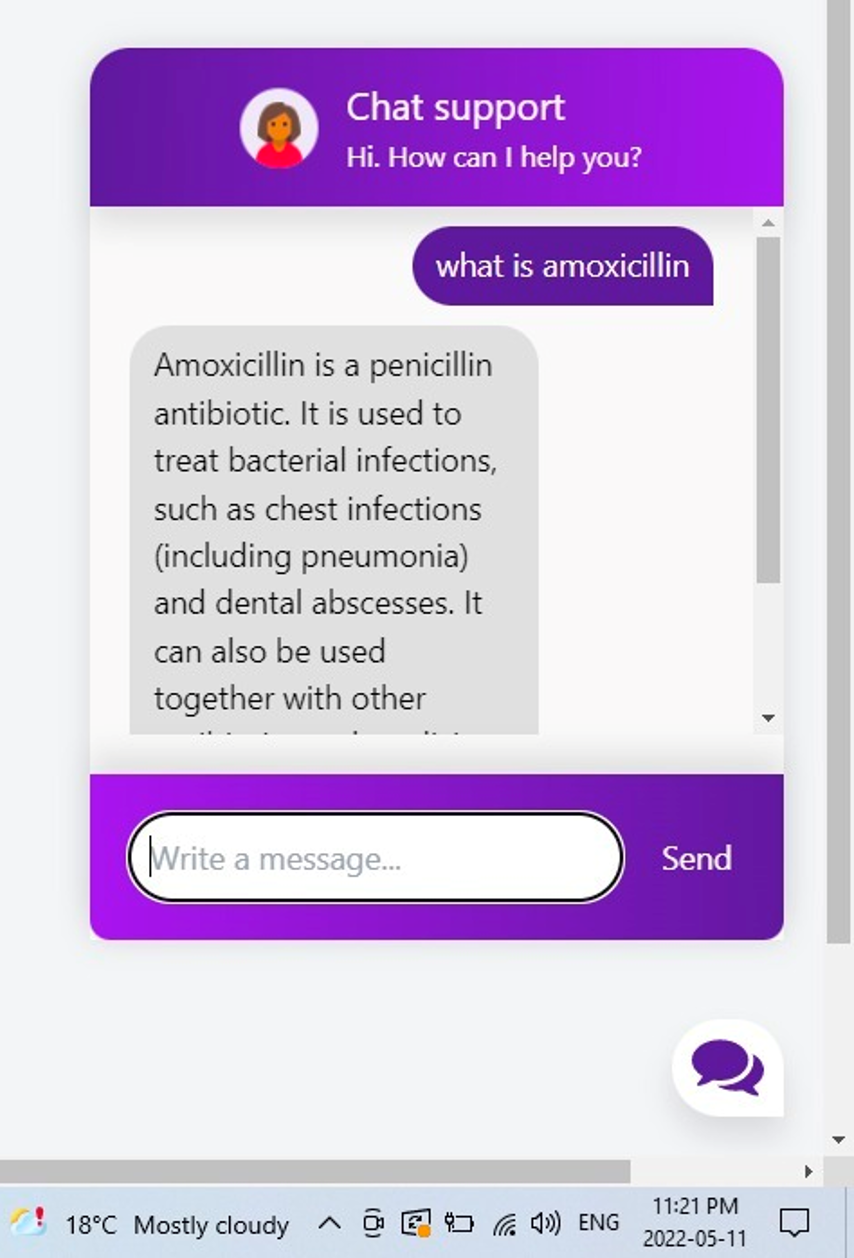 Chat support
Hi. How can I help you?
what is amoxicillin
Amoxicillin is a penicillin
antibiotic. It is used to
treat bacterial infections,
such as chest infections
(including pneumonia)
and dental abscesses. It
can also be used
together with other
Write a message...
Send
18°C Mostly cloudy
ENG
11:21 PM
2022-05-11